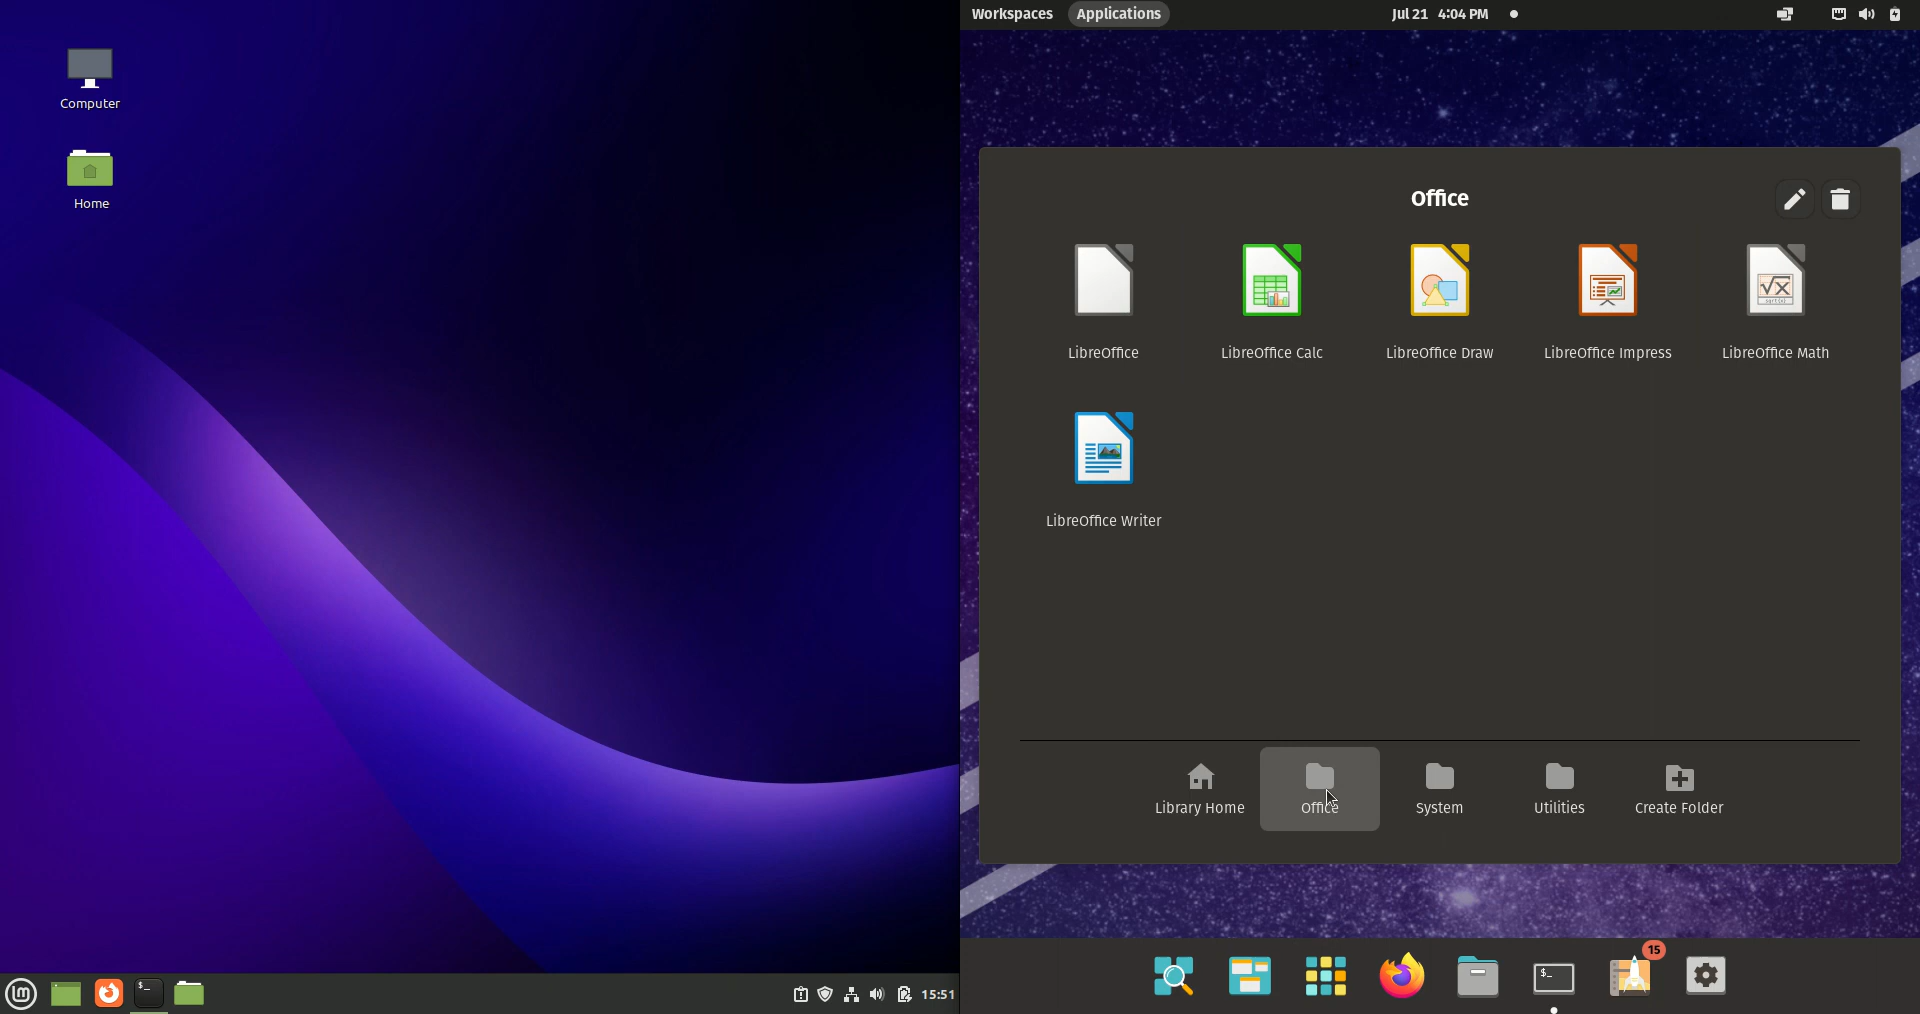 Computer
Home
15:51
Workspaces Applications Jul 21 4:04 PM
Office
LibreOffice LibreOffice Calc LibreOffice Draw LibreOffice Impress LibreOffice Math
LibreOffice Writer
Library Home Office System Utilities Create Folder
15